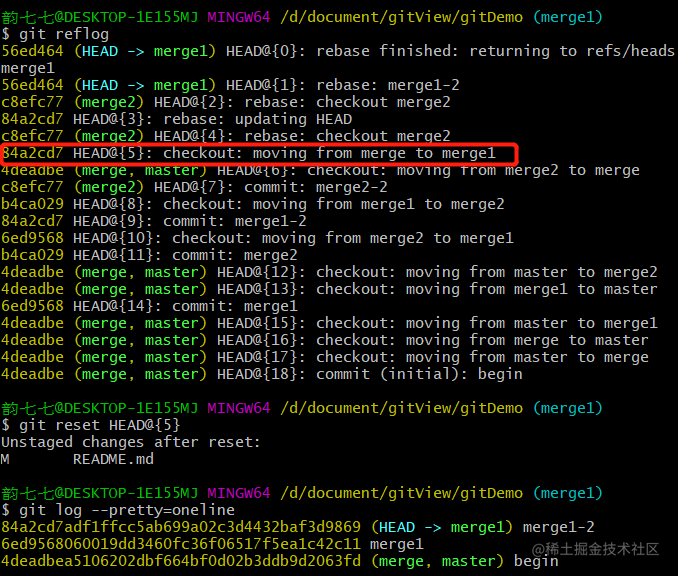 韵七七@DESKTOP-1E155MJ MINGW64 /d/document/gitView/gitDemo (merge1)
$ git reflog
56ed464 (HEAD -> merge1) HEAD@{0}: rebase finished: returning to refs/heads
merge1
56ed464 (HEAD -> merge1) HEAD@{1}: rebase: merge1-2
c8efc77 (merge2) HEAD@{2}: rebase: checkout merge2
84a2cd7 HEAD@{3}: rebase: updating HEAD
c8efc77 (merge2) HEAD@{4}: rebase: checkout merge2
84a2cd7 HEAD@{5}: checkout: moving from merge to merge1
4deadbe (merge, master) HEAD@{6}: checkout: moving from merge2 to merge
c8efc77 (merge2) HEAD@{7}: commit: merge2-2
b4ca029 HEAD@{8}: checkout: moving from merge1 to merge2
84a2cd7 HEAD@{9}: commit: merge1-2
6ed9568 HEAD@{10}: checkout: moving from merge2 to merge1
b4ca029 HEAD@{11}: commit: merge2
4deadbe (merge, master) HEAD@{12}: checkout: moving from master to merge2
4deadbe (merge, master) HEAD@{13}: checkout: moving from merge1 to master
6ed9568 HEAD@{14}: commit: merge1
4deadbe (merge, master) HEAD@{15}: checkout: moving from master to merge1
4deadbe (merge, master) HEAD@{16}: checkout: moving from merge to master
4deadbe (merge, master) HEAD@{17}: checkout: moving from master to merge
4deadbe (merge, master) HEAD@{18}: commit (initial): begin
韵七七@DESKTOP-1E155MJ MINGW64 /d/document/gitView/gitDemo (merge1)
$ git reset HEAD@{5}
Unstaged changes after reset:
M       README.md
韵七七@DESKTOP-1E155MJ MINGW64 /d/document/gitView/gitDemo (merge1)
$ git log --pretty=oneline
84a2cd7adf1ffcc5ab699a02c3d4432baf3d9869 (HEAD -> merge1) merge1-2
6ed9568060019dd3460fc36f06517f5ea1c42c11 merge1
4deadbea5106202dbf664bf0d02b3ddb9d2063fd (merge, master) begin
@稀土掘金技术社区